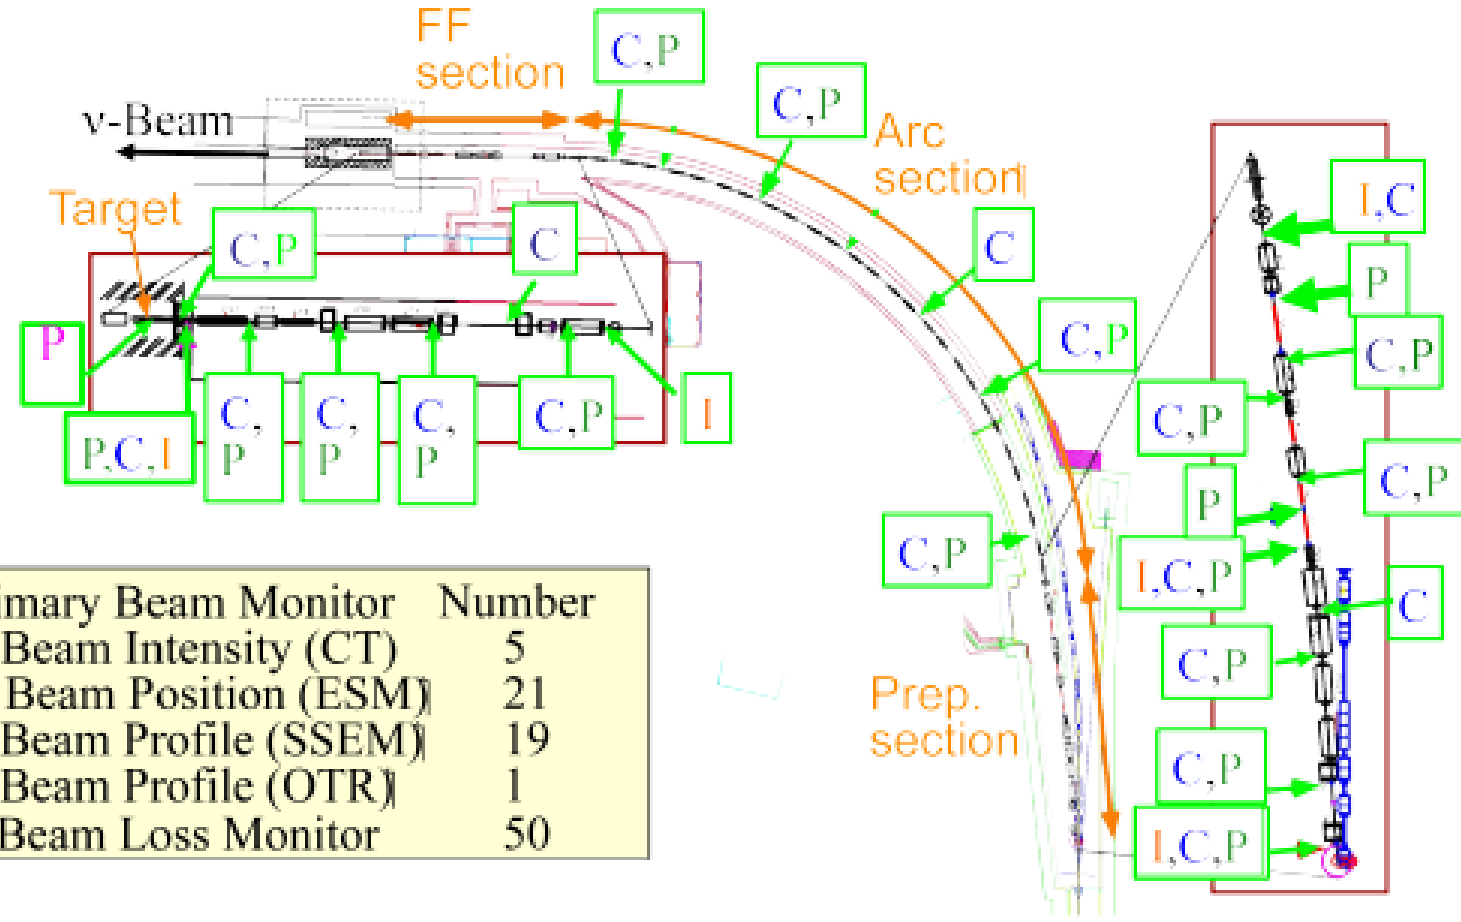 FF
section
C,P
C,P
ν-Beam
Arc
section
I,C
Target
C,P
C
C
P
P
C,P
C,P
C,P
C,
P
C,
P
C,
P
C,P
I
P,C,I
C,P
P
C,P
I,C,P
C
C,P
Prep.
section
C,P
I,C,P
imary Beam Monitor Number
Beam Intensity (CT) 5
Beam Position (ESM) 21
Beam Profile (SSEM) 19
Beam Profile (OTR) 1
Beam Loss Monitor 50